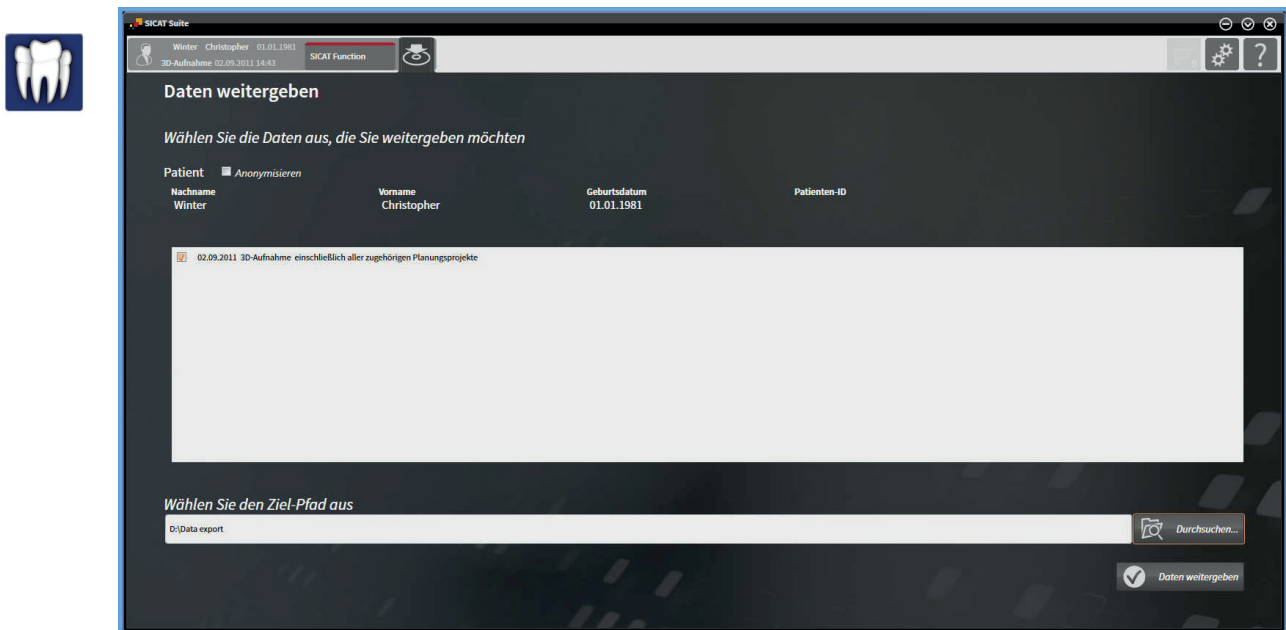 SICAT Suite
Winter Christopher 01.01.1981
3D-Aufnahme 02.09.2011 14:43
SICAT Function
?
Daten weitergeben
Wählen Sie die Daten aus, die Sie weitergeben möchten
Patient Anonymisieren
Nachname Vorname Geburtsdatum Patienten-ID
Winter Christopher 01.01.1981
02.09.2011 3D-Aufnahme einschließlich aller zugehörigen Planungsprojekte
Wählen Sie den Ziel-Pfad aus
D:\Data export
Durchsuchen...
Daten weitergeben